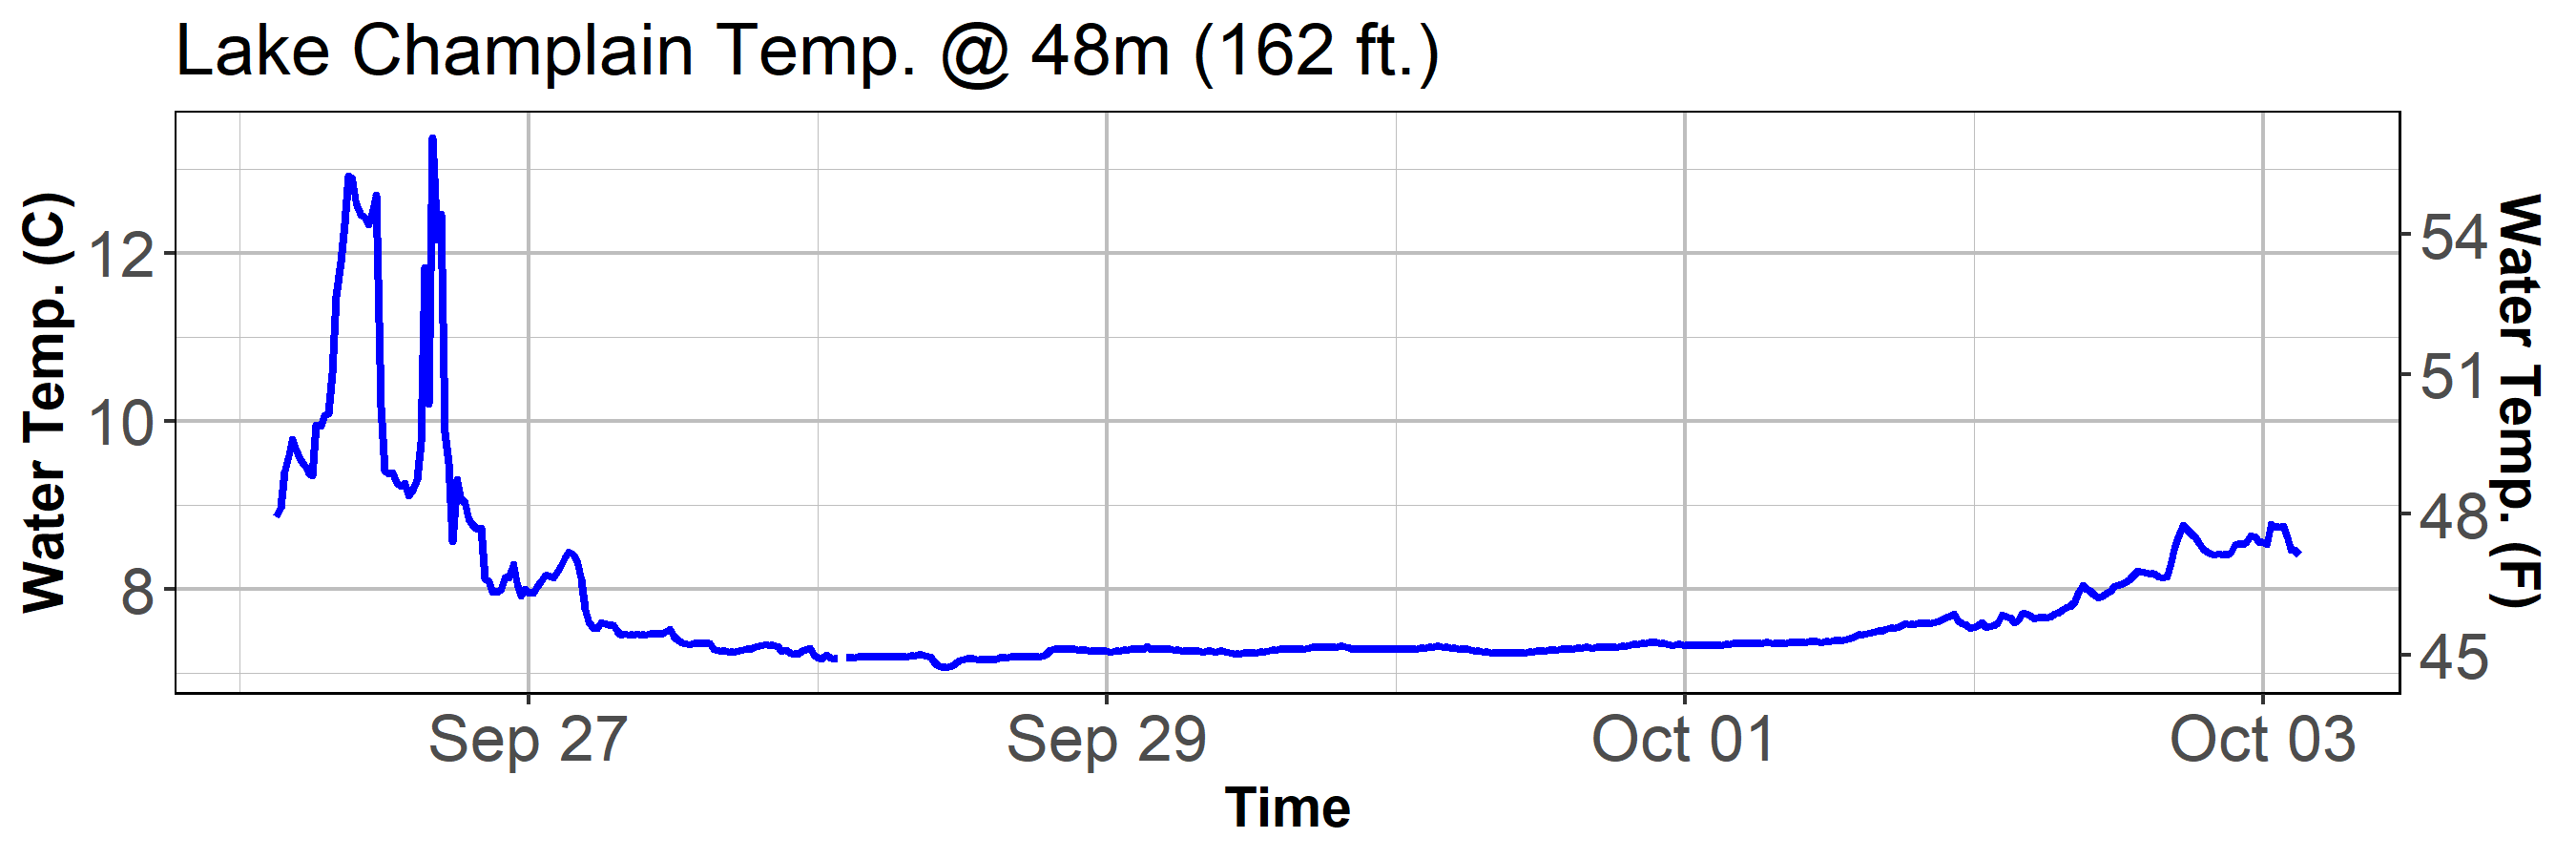 Lake Champlain Temp. @ 48m (162 ft.)
Water Temp. (C)
12
10
8
54
51
48
45
Water Temp. (F)
Sep 27
Sep 29
Oct 01
Oct 03
Time